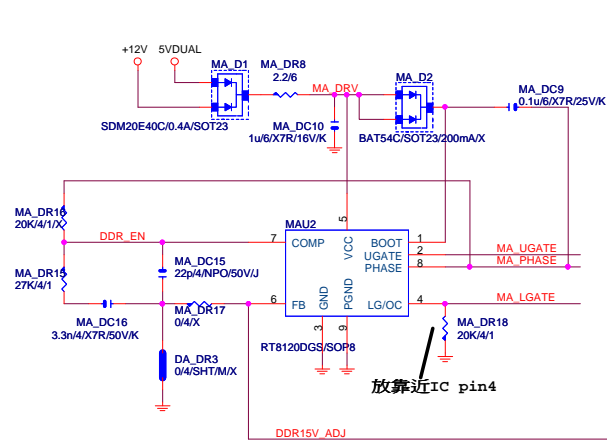 +12V
5VDUAL
MA_D1
MA_DR8
2.2/6
MA_DRV
MA_D2
MA_DC9
0.1u/6/X7R/25V/K
SDM20E40C/0.4A/SOT23
MA_DC10
1u/6/X7R/16V/K
BAT54C/SOT23/200mA/X
MA_DR16
20K/4/1/X
DDR_EN
MAU2
5
7
COMP
VCC
BOOT
1
UGATE
2
MA_UGATE
PHASE
8
MA_PHASE
MA_DC15
22p/4/NPO/50V/J
MA_DR15
27K/4/1
6
FB
GND
PGND
LG/OC
4
MA_LGATE
MA_DR17
0/4/X
MA_DC16
3.3n/4/X7R/50V/K
3
9
MA_DR18
20K/4/1
RT8120DGS/SOP8
DA_DR3
0/4/SHT/M/X
放靠近IC pin4
DDR15V_ADJ